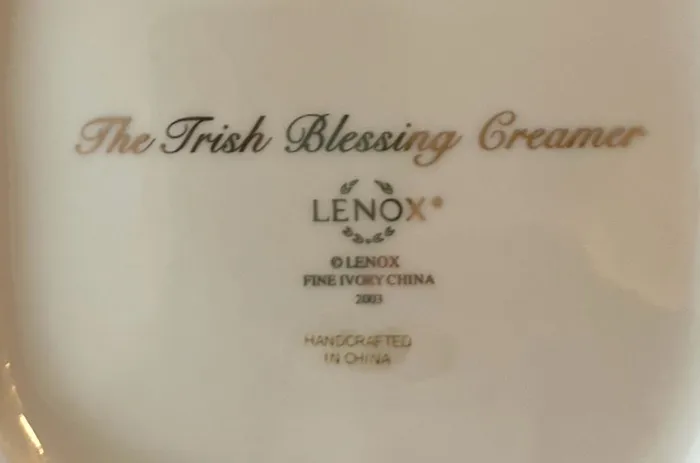 The Irish Blessing Creamer
LENOX®
© LENOX
FINE IVORY CHINA
2003
HANDCRAFTED
IN CHINA